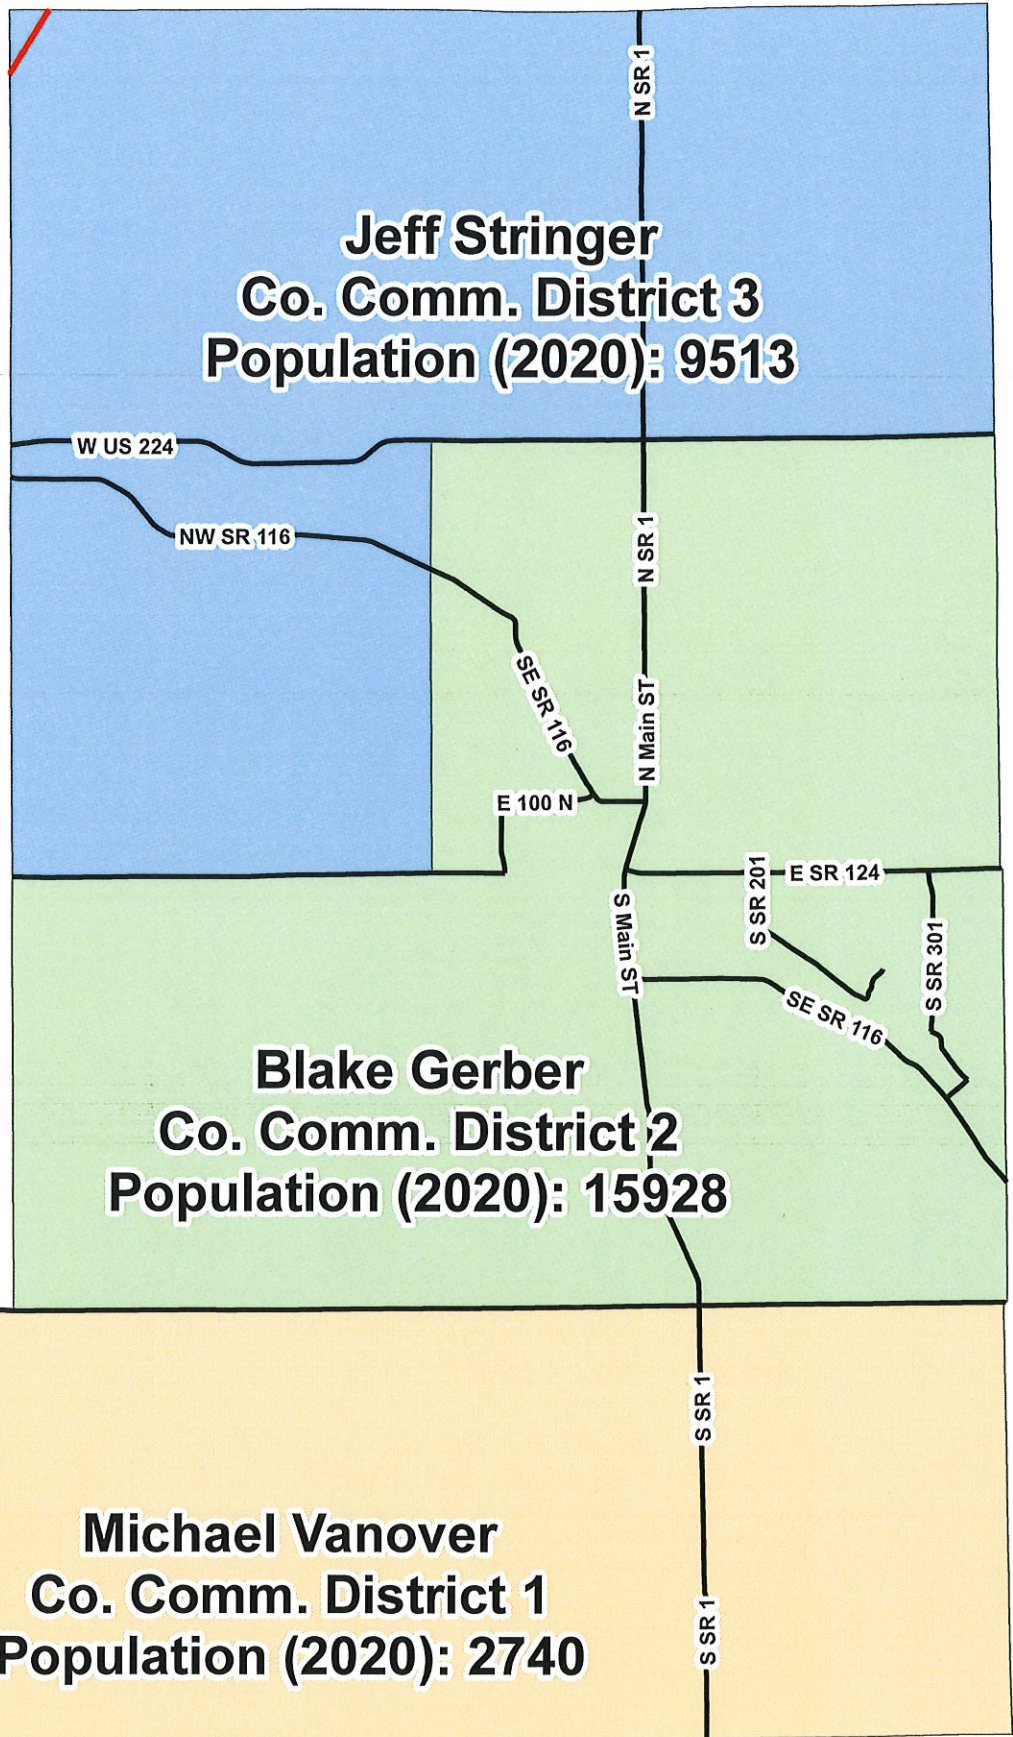 N SR 1
Jeff Stringer
Co. Comm. District 3
Population (2020): 9513
W US 224
NW SR 116
N SR 1
SE SR 116
N Main ST
E 100 N
S SR 201
E SR 124
S Main ST
S SR 301
SE SR 116
Blake Gerber
Co. Comm. District 2
Population (2020): 15928
S SR 1
Michael Vanover
Co. Comm. District 1
Population (2020): 2740
S SR 1